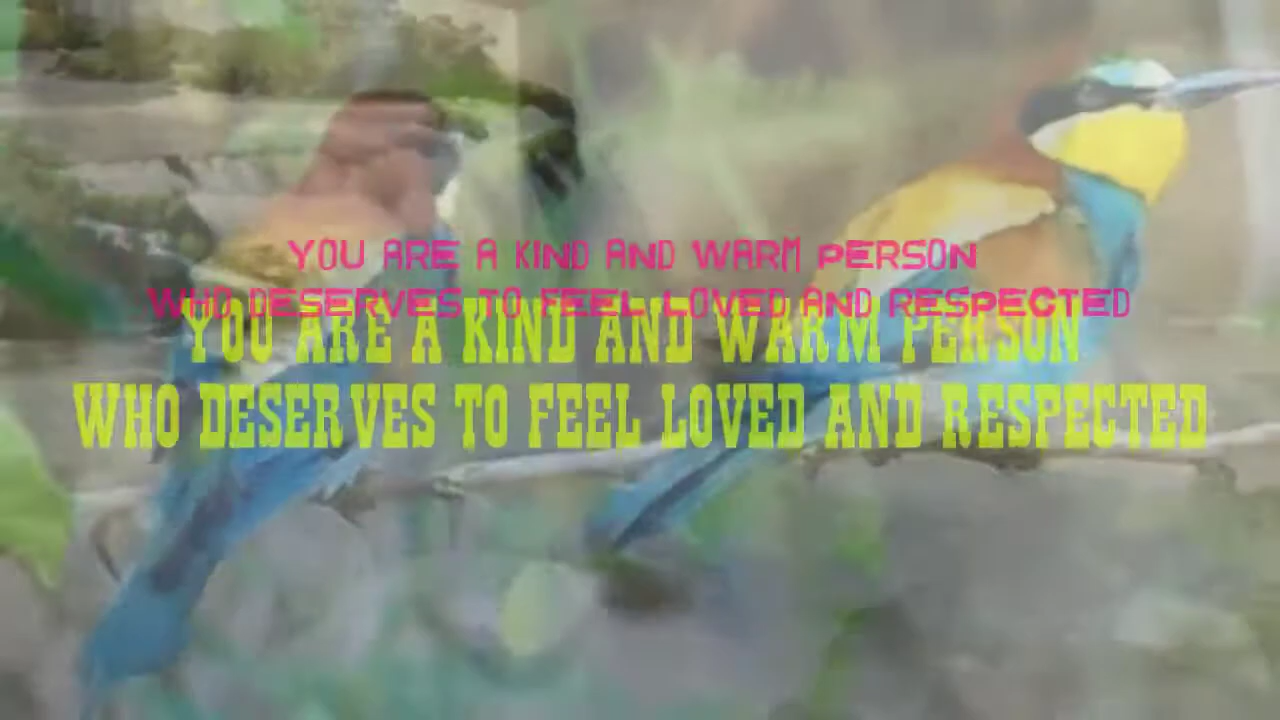 YOU ARE A KIND AND WARM PERSON
WHO DESERVES TO FEEL LOVED AND RESPECTED
YOU ARE A KIND AND WARM PERSON
WHO DESERVES TO FEEL LOVED AND RESPECTED